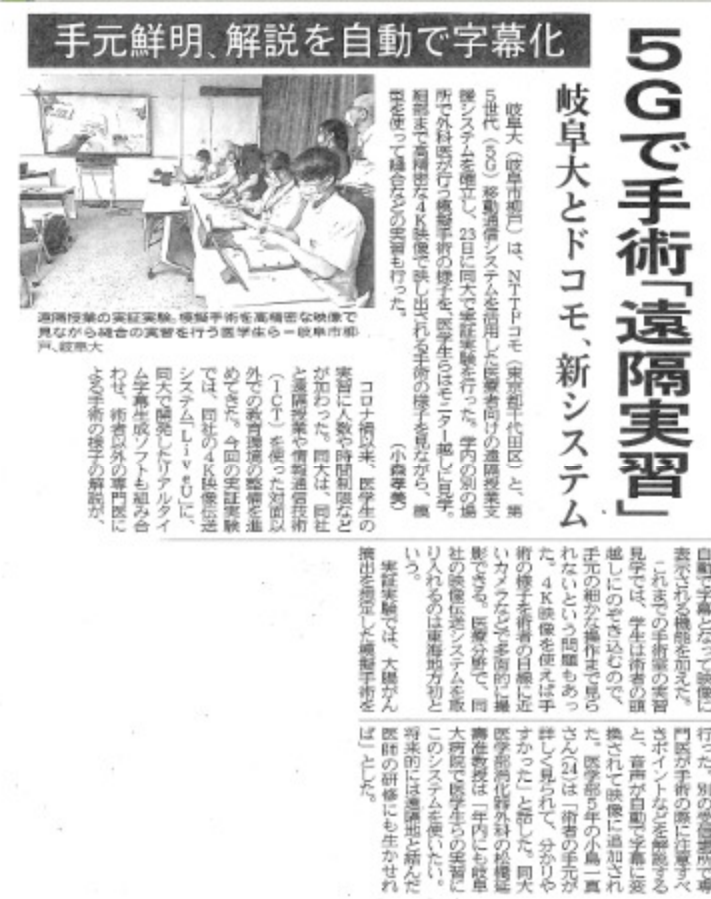 5Gで手術「遠隔実習」
岐阜大とドコモ、新システム
手元鮮明、解説を自動で字幕化
岐阜大(岐阜市柳戸)は、NTTドコモ(東京都千代田区)と、第
5世代(5G)移動通信システムを活用した医療者向けの遠隔授業支
援システムを確立し、23日に同大で実証実験を行った。学内の別の場
所で外科医が行う模擬手術の様子を、医学生らはモニター越しに見学。
細部まで高精密な4K映像で映し出される手術の様子を見ながら、模
型を使って縫合などの実習も行った。
(小森孝美)
遠隔授業の実証実験。模擬手術を高精密な映像で
見ながら縫合の実習を行う医学生ら=岐阜市柳
戸、岐阜大
コロナ禍以来、医学生の
実習に人数や時間制限など
が加わった。同大は、同社
と遠隔授業や情報通信技術
(ICT)を使った対面以
外での教育環境の整備を進
めてきた。今回の実証実験
では、同社の4K映像伝送
システム「LiveU」に、
同大で開発したリアルタイ
ム字幕生成ソフトも組み合
わせ、術者以外の専門医に
よる手術の様子の解説が、
自動で字幕となって映像に
表示される機能を加えた。
これまでの手術室の実習
見学では、学生は術者の頭
越しにのぞき込むので、
手元の細かな操作まで見ら
れないという問題もあっ
た。4K映像を使えば手
術の様子を術者の目線に近
いカメラなどで多面的に撮
影できる。医療分野で、同
社の映像伝送システムを取
り入れるのは東海地方初と
いう。
実証実験では、大腸がん
摘出を想定した模擬手術を
行った。別の受信場所で専
門医が手術の際に注意すべ
きポイントなどを解説する
と、音声が自動で字幕に変
換されて映像に追加され
た。医学部5年の小島一真
さん(24)は「術者の手元が
詳しく見られて、分かりや
すかった」と話した。同大
医学部消化器外科の松橋延
壽准教授は「年内にも岐阜
大病院で医学生らの実習に
このシステムを使いたい。
将来的には遠隔地と結んだ
医師の研修にも生かせれ
ば」とした。